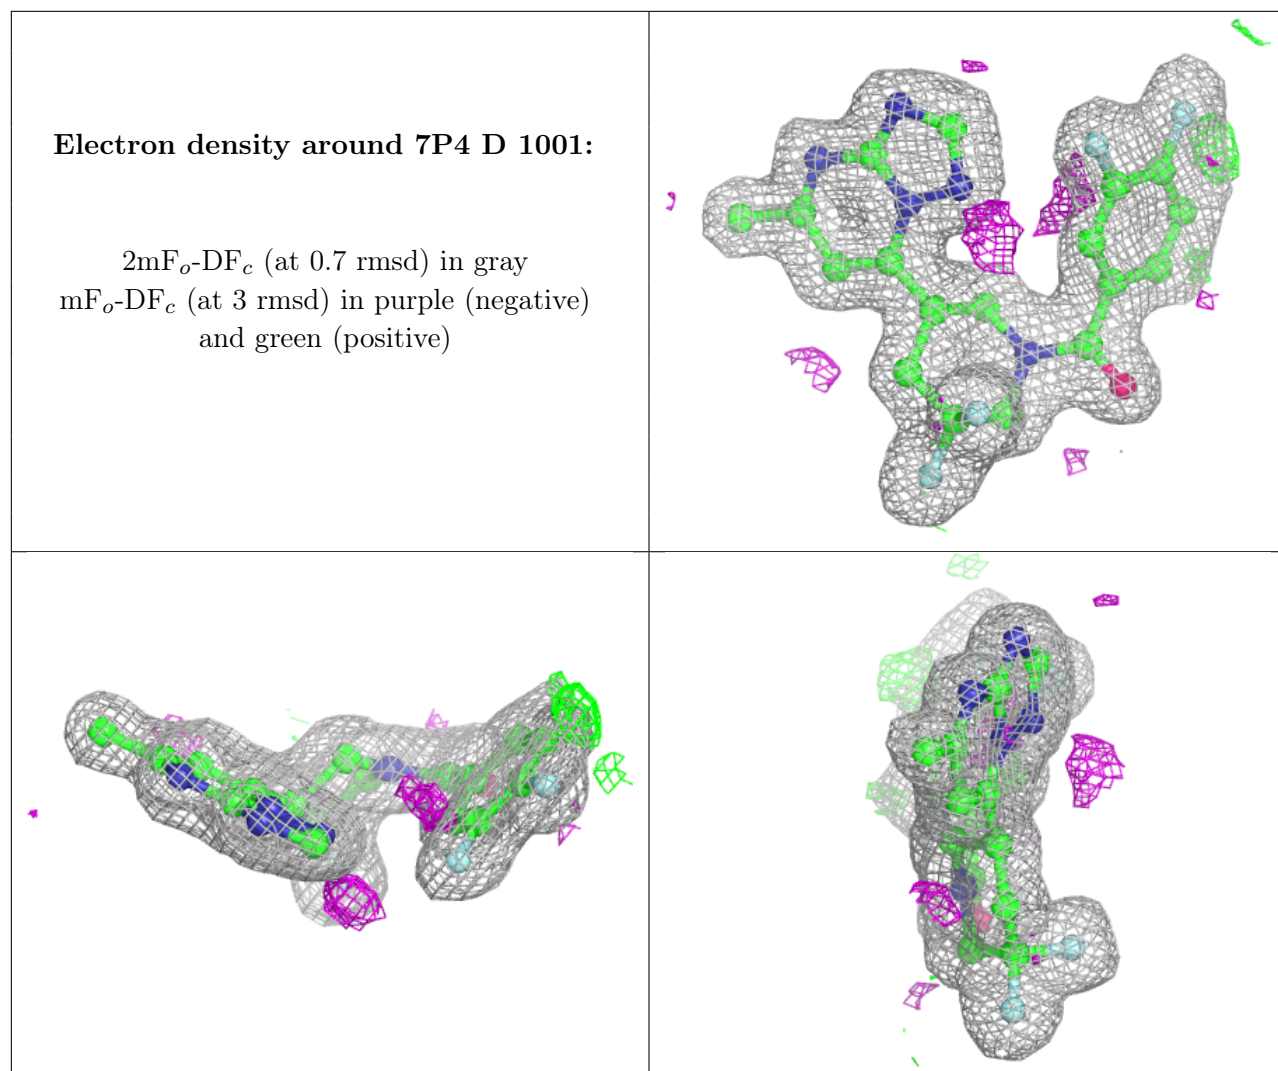 Electron density around 7P4 D 1001:
2mFo-DFc (at 0.7 rmsd) in gray
mFo-DFc (at 3 rmsd) in purple (negative)
and green (positive)